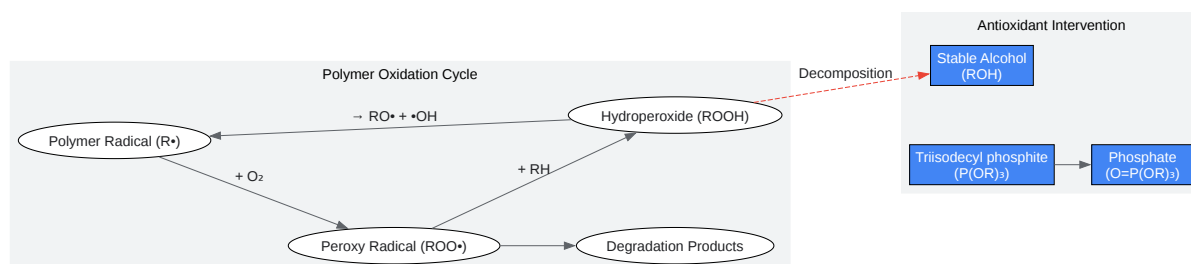 Antioxidant Intervention
Stable Alcohol
(ROH)
Polymer Oxidation Cycle
Decomposition
→ RO• + •OH
Hydroperoxide (ROOH)
Polymer Radical (R•)
Triisodecyl phosphite
(P(OR)₃)
Phosphate
(O=P(OR)₃)
+ O₂
+ RH
Peroxy Radical (ROO•)
Degradation Products